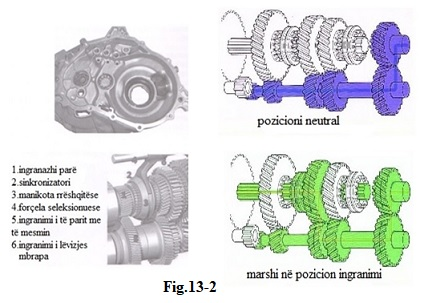 pozicioni neutral
1.ingranazhi parë
2.sinkronizatori
3.manikota rrëshqitëse
4.forçela seleksionuese
5.ingranimi i të parit me
të mesmin
6.ingranimi i lëvizjes
mbrapa
2
marshi në pozicion ingranimi
Fig.13-2